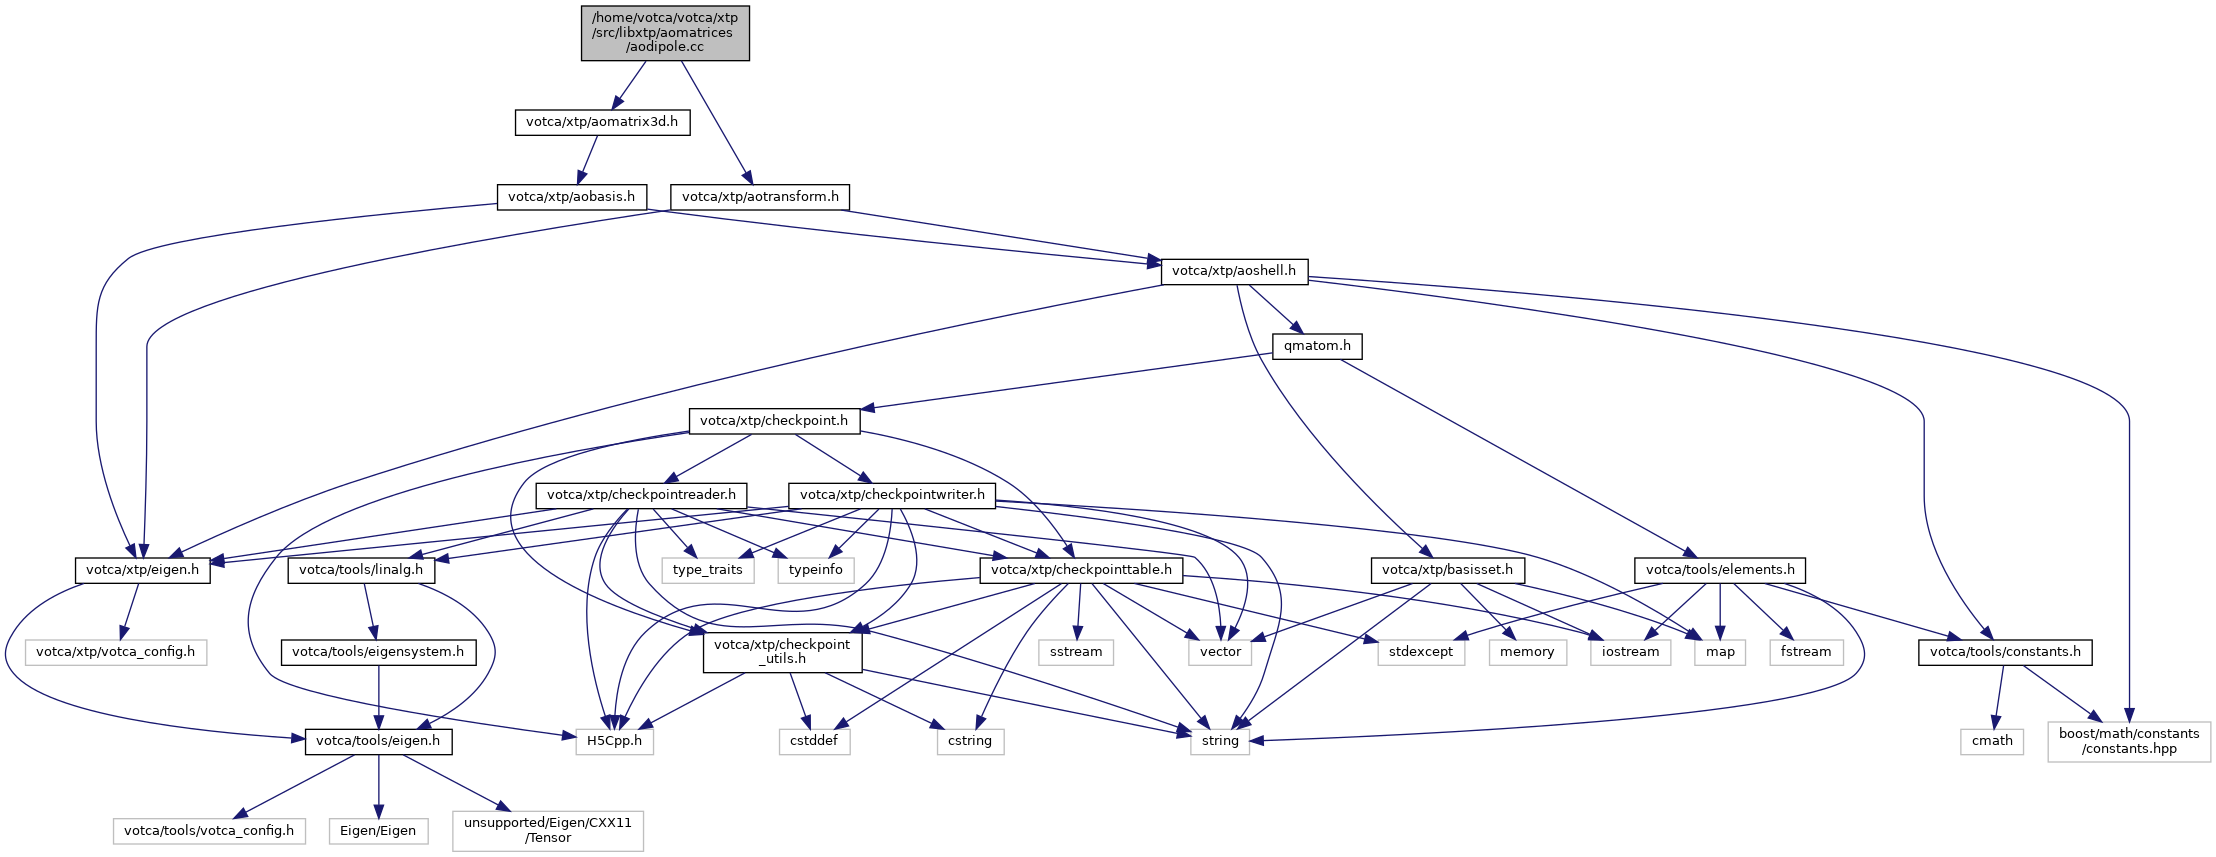 /home/votca/votca/xtp
/src/libxtp/aomatrices
/aodipole.cc
votca/xtp/aomatrix3d.h
votca/xtp/aobasis.h
votca/xtp/aotransform.h
votca/xtp/aoshell.h
qmatom.h
votca/xtp/checkpoint.h
votca/xtp/checkpointreader.h
votca/xtp/checkpointwriter.h
votca/xtp/eigen.h
votca/tools/linalg.h
type_traits
typeinfo
votca/xtp/checkpointtable.h
votca/xtp/basisset.h
votca/tools/elements.h
votca/xtp/votca_config.h
votca/tools/eigensystem.h
votca/xtp/checkpoint
_utils.h
sstream
vector
stdexcept
memory
iostream
map
fstream
votca/tools/constants.h
votca/tools/eigen.h
H5Cpp.h
cstddef
cstring
string
cmath
boost/math/constants
/constants.hpp
votca/tools/votca_config.h
Eigen/Eigen
unsupported/Eigen/CXX11
/Tensor